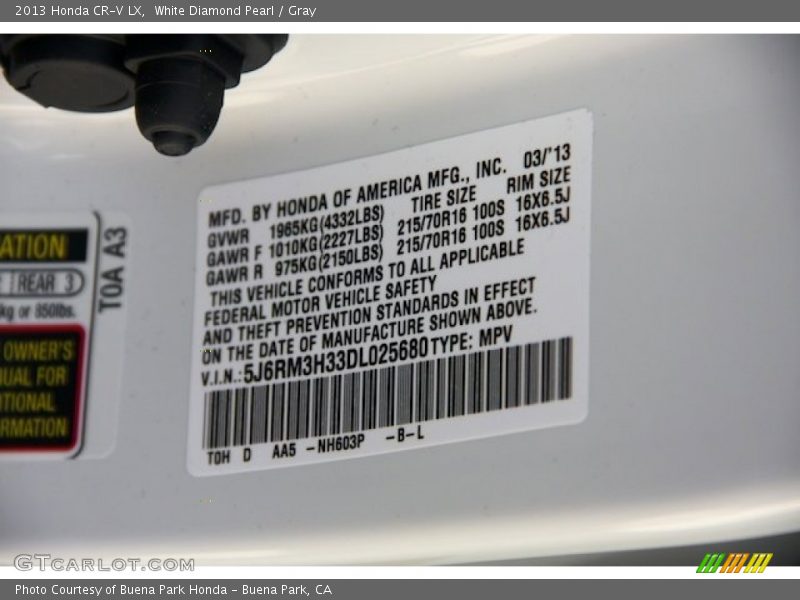 2013 Honda CR-V LX, White Diamond Pearl / Gray
MFD. BY HONDA OF AMERICA MFG., INC. 03/'13
GVWR 1965KG(4332LBS) TIRE SIZE RIM SIZE
GAWR F 1010KG(2227LBS) 215/70R16 100S 16X6.5J
GAWR R 975KG(2150LBS) 215/70R16 100S 16X6.5J
THIS VEHICLE CONFORMS TO ALL APPLICABLE
FEDERAL MOTOR VEHICLE SAFETY
AND THEFT PREVENTION STANDARDS IN EFFECT
ON THE DATE OF MANUFACTURE SHOWN ABOVE.
V.I.N.:5J6RM3H33DL025680 TYPE: MPV
TOH D AA5 -NH603P -B-L
ATION
REAR 3
kg or 850lbs.
OWNER'S
UAL FOR
TIONAL
RMATION
T0A A3
GTCARLOT.COM
Photo Courtesy of Buena Park Honda - Buena Park, CA